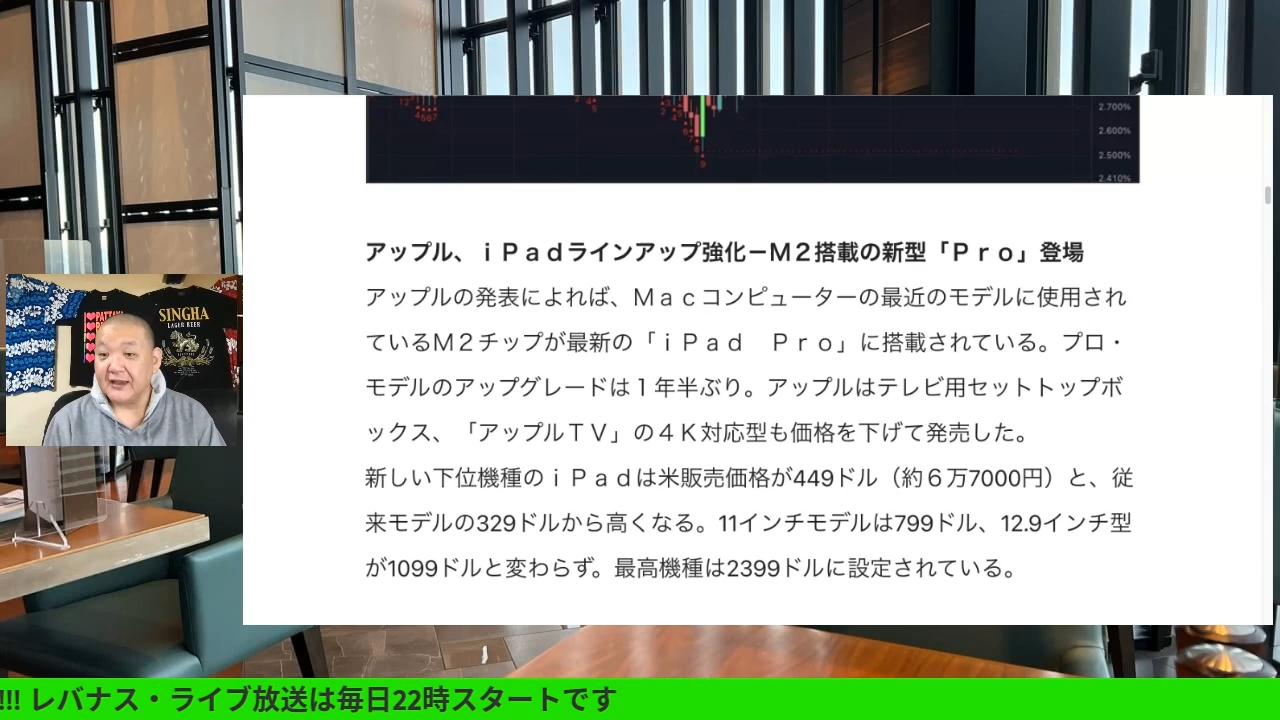 2.700%
2.600%
2.500%
2.410%
4567
9
アップル、ｉＰａｄラインアップ強化－Ｍ２搭載の新型「Ｐｒｏ」登場
アップルの発表によれば、Ｍａｃコンピューターの最近のモデルに使用され
ているＭ２チップが最新の「ｉＰａｄ　Ｐｒｏ」に搭載されている。プロ・
モデルのアップグレードは１年半ぶり。アップルはテレビ用セットトップボ
ックス、「アップルＴＶ」の４Ｋ対応型も価格を下げて発売した。
新しい下位機種のｉＰａｄは米販売価格が449ドル（約６万7000円）と、従
来モデルの329ドルから高くなる。11インチモデルは799ドル、12.9インチ型
が1099ドルと変わらず。最高機種は2399ドルに設定されている。
SINGHA
LAGER BEER
PATTAYA
!!! レバナス・ライブ放送は毎日22時スタートです